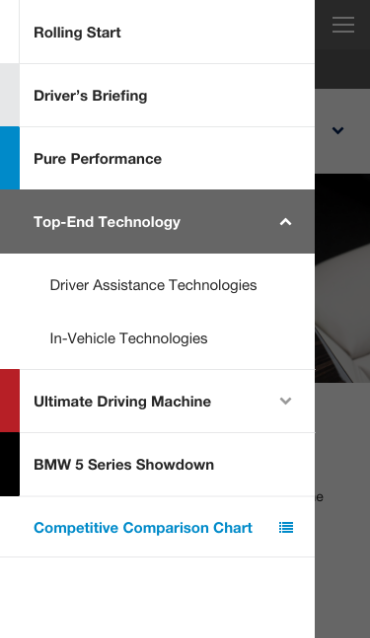 Rolling Start
Driver's Briefing
Pure Performance
Top-End Technology
Driver Assistance Technologies
In-Vehicle Technologies
Ultimate Driving Machine
BMW 5 Series Showdown
Competitive Comparison Chart